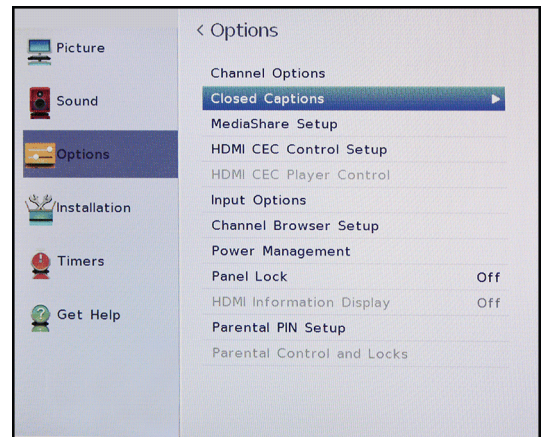 Picture
Sound
Options
Installation
Timers
Get Help
< Options
Channel Options
Closed Captions
MediaShare Setup
HDMI CEC Control Setup
HDMI CEC Player Control
Input Options
Channel Browser Setup
Power Management
Panel Lock Off
HDMI Information Display Off
Parental PIN Setup
Parental Control and Locks